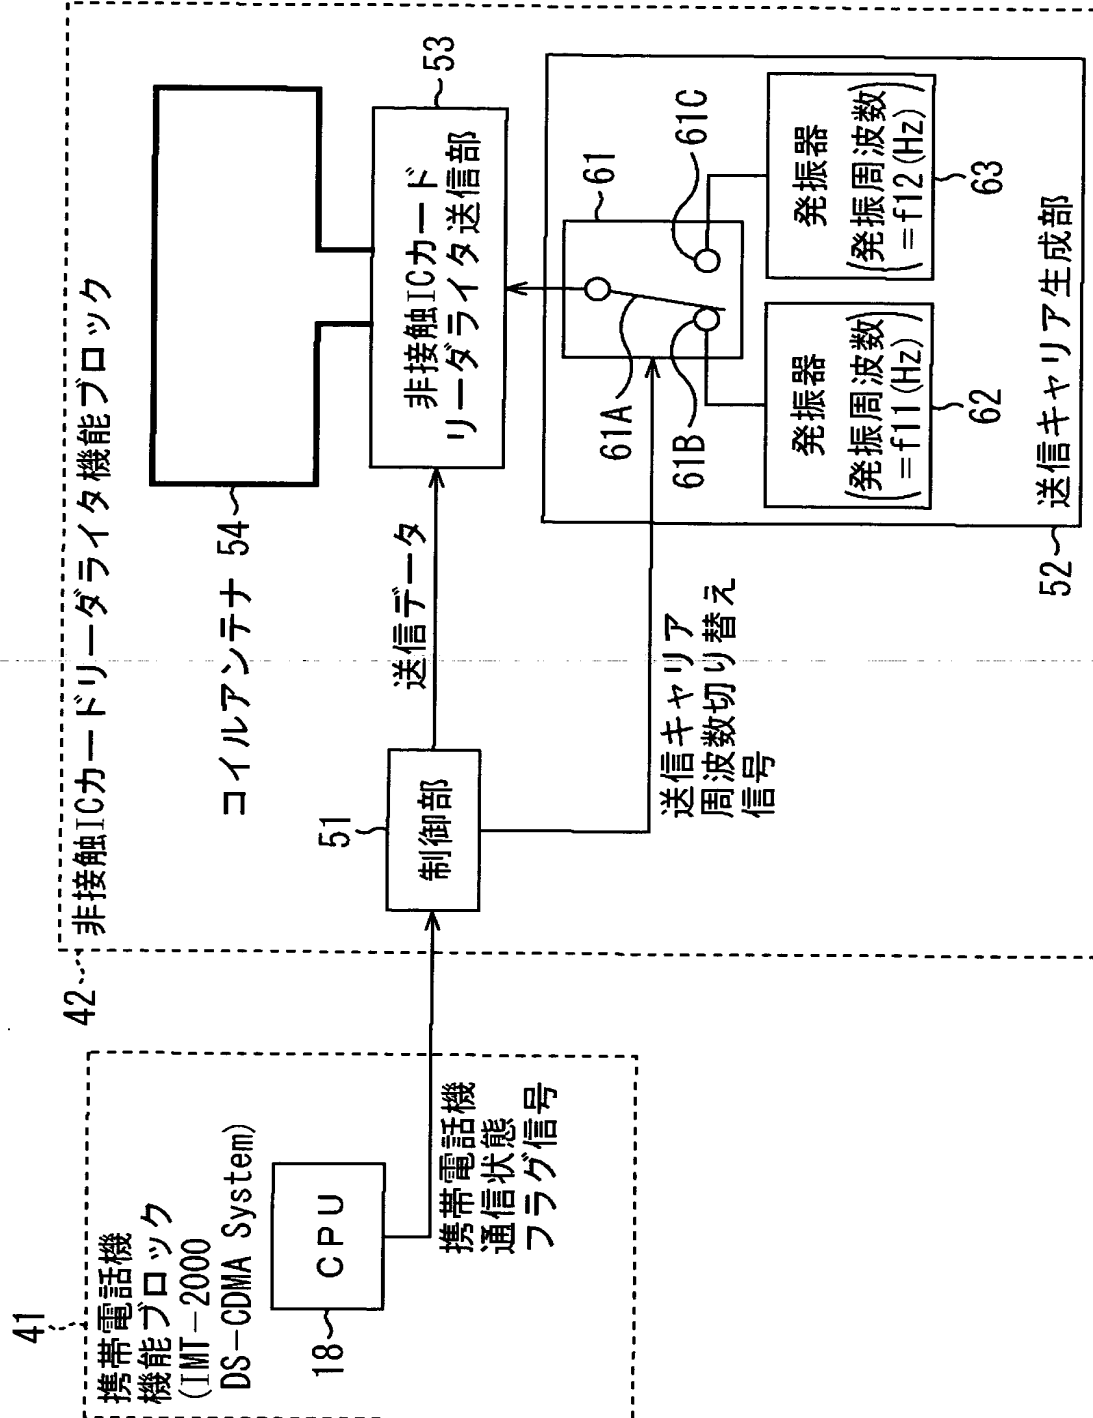 41
携帯電話機
機能ブロック
(IMT-2000
DS-CDMA System)
CPU
18
携帯電話機
通信状態
フラグ信号
42
非接触ICカードリーダライタ機能ブロック
コイルアンテナ 54
51
制御部
送信データ
非接触ICカード
リーダライタ送信部
53
送信キャリア
周波数切り替え
信号
61
61A
61B
61C
発振器
(発振周波数
=f11(Hz))
62
発振器
(発振周波数
=f12(Hz))
63
送信キャリア生成部
52